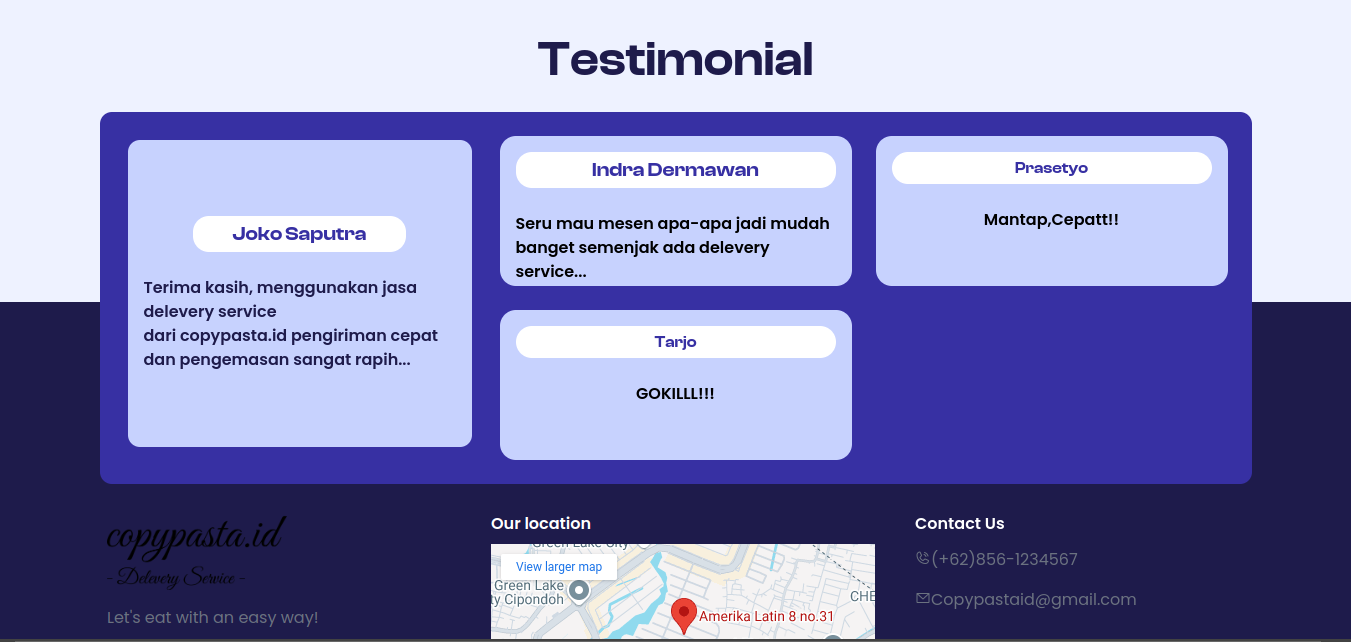 Testimonial
Joko Saputra
Terima kasih, menggunakan jasa
delevery service
dari copypasta.id pengiriman cepat
dan pengemasan sangat rapih...
Indra Dermawan
Seru mau mesen apa-apa jadi mudah
banget semenjak ada delevery
service...
Prasetyo
Mantap,Cepatt!!
Tarjo
GOKILLL!!!
copypasta.id
- Delevery Service -
Let's eat with an easy way!
Our location
Green Lake City
View larger map
Green Lake
ty Cipondoh
CHE
Amerika Latin 8 no.31
Contact Us
(+62)856-1234567
Copypastaid@gmail.com